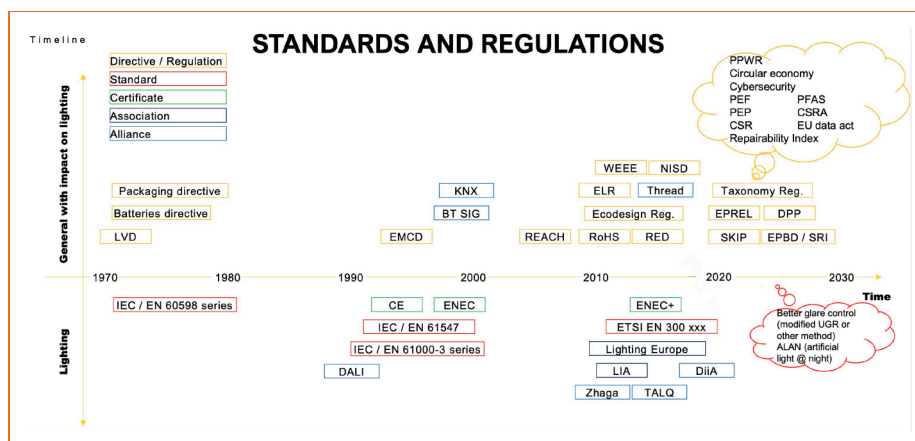 Timeline
STANDARDS AND REGULATIONS
Directive / Regulation
Standard
Certificate
Association
Alliance
PPWR
Circular economy
Cybersecurity
PEF PFAS
PEP CSRA
CSR EU data act
Repairability Index
General with impact on lighting
WEEE NISD
Packaging directive KNX ELR Thread Taxonomy Reg.
Batteries directive BT SIG Ecodesign Reg. EPREL DPP
LVD EMCD REACH RoHS RED SKIP EPBD / SRI
1970 1980 1990 2000 2010 2020 2030
Time
Lighting
IEC / EN 60598 series CE ENEC ENEC+
IEC / EN 61547 ETSI EN 300 xxx
IEC / EN 61000-3 series Lighting Europe
DALI LIA DiiA
Zhaga TALQ
Better glare control
(modified UGR or
other method)
ALAN (artificial
light @ night)